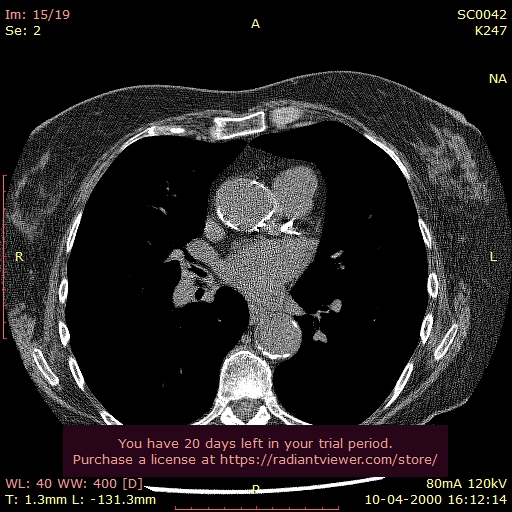 Im: 15/19
Se: 2
A
SC0042
K247
NA
R
L
You have 20 days left in your trial period.
Purchase a license at https://radiantviewer.com/store/
P
WL: 40 WW: 400 [D]
T: 1.3mm L: -131.3mm
80mA 120kV
10-04-2000 16:12:14